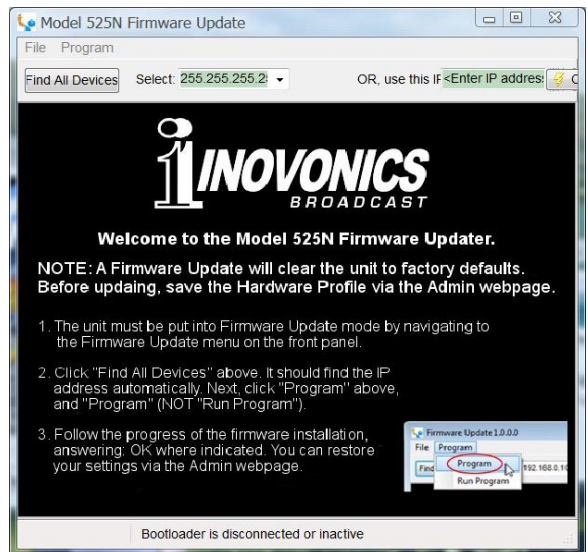 Model 525N Firmware Update
File Program
Find All Devices Select: 255.255.255.2 OR, use this IF <Enter IP address
INOVONICS
BROADCAST
Welcome to the Model 525N Firmware Updater.
NOTE: A Firmware Update will clear the unit to factory defaults.
Before updaing, save the Hardware Profile via the Admin webpage.
1. The unit must be put into Firmware Update mode by navigating to
the Firmware Update menu on the front panel.
2. Click "Find All Devices" above. It should find the IP
address automatically. Next, click "Program" above,
and "Program" (NOT "Run Program").
3. Follow the progress of the firmware installation,
answering: OK where indicated. You can restore
your settings via the Admin webpage.
Firmware Update 1.0.0.0
File Program
Find Program 192.168.0.10
Run Program
Bootloader is disconnected or inactive